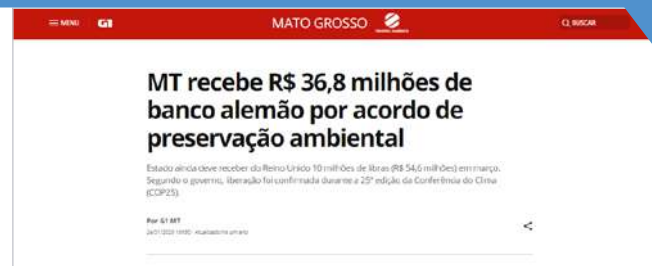 MENU G1 MATO GROSSO BUSCAR
MT recebe R$ 36,8 milhões de
banco alemão por acordo de
preservação ambiental
Estado ainda deve receber do Reino Unido 10 milhões de libras (R$ 54,6 milhões) em março.
Segundo o governo, liberação foi confirmada durante a 25ª edição da Conferência do Clima
(COP25).
Por G1 MT